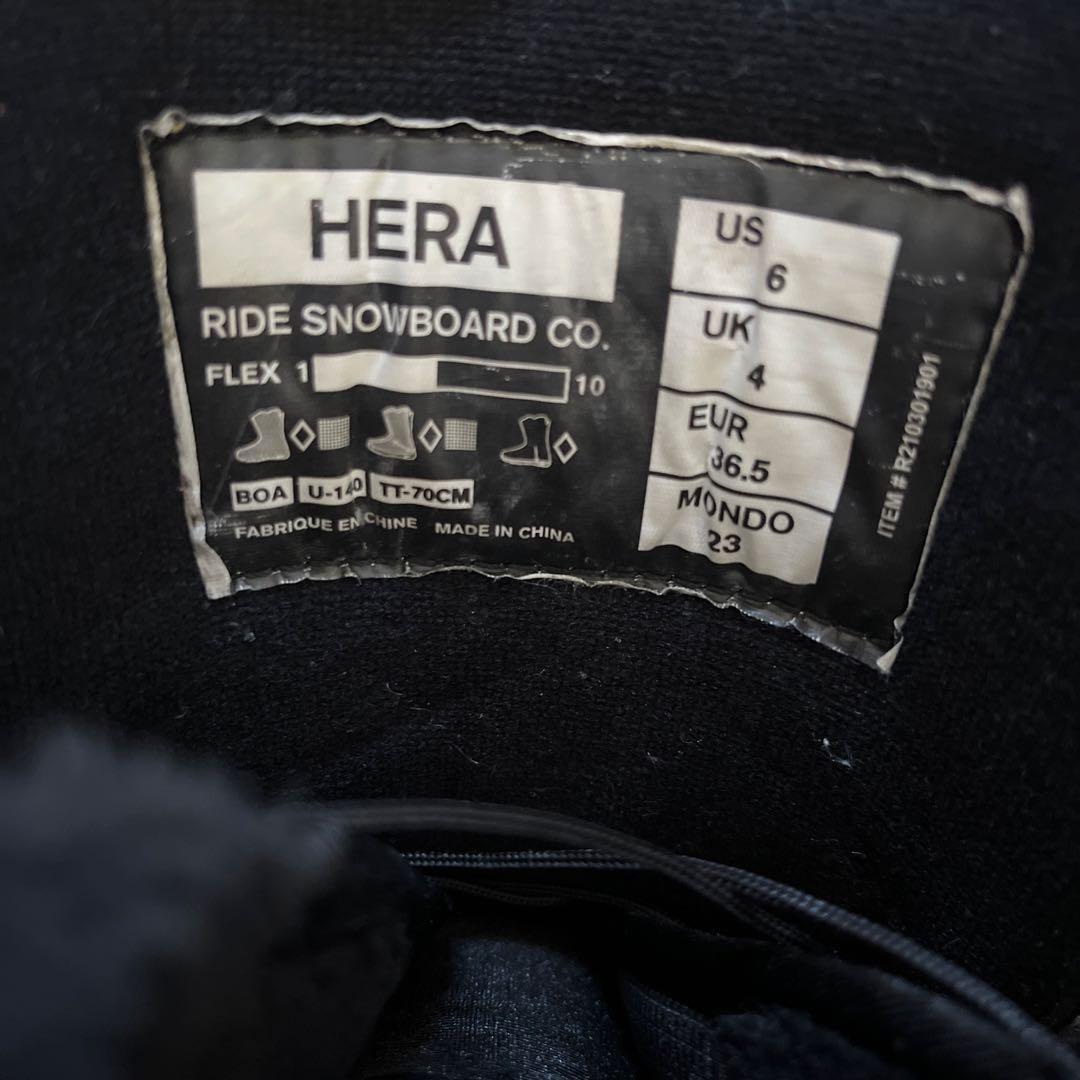 HERA
RIDE SNOWBOARD CO.
FLEX 1 10
BOA U-140 TT-70CM
FABRIQUE EN CHINE MADE IN CHINA
US
6
UK
4
EUR
36.5
MONDO
23
ITEM # R210301901